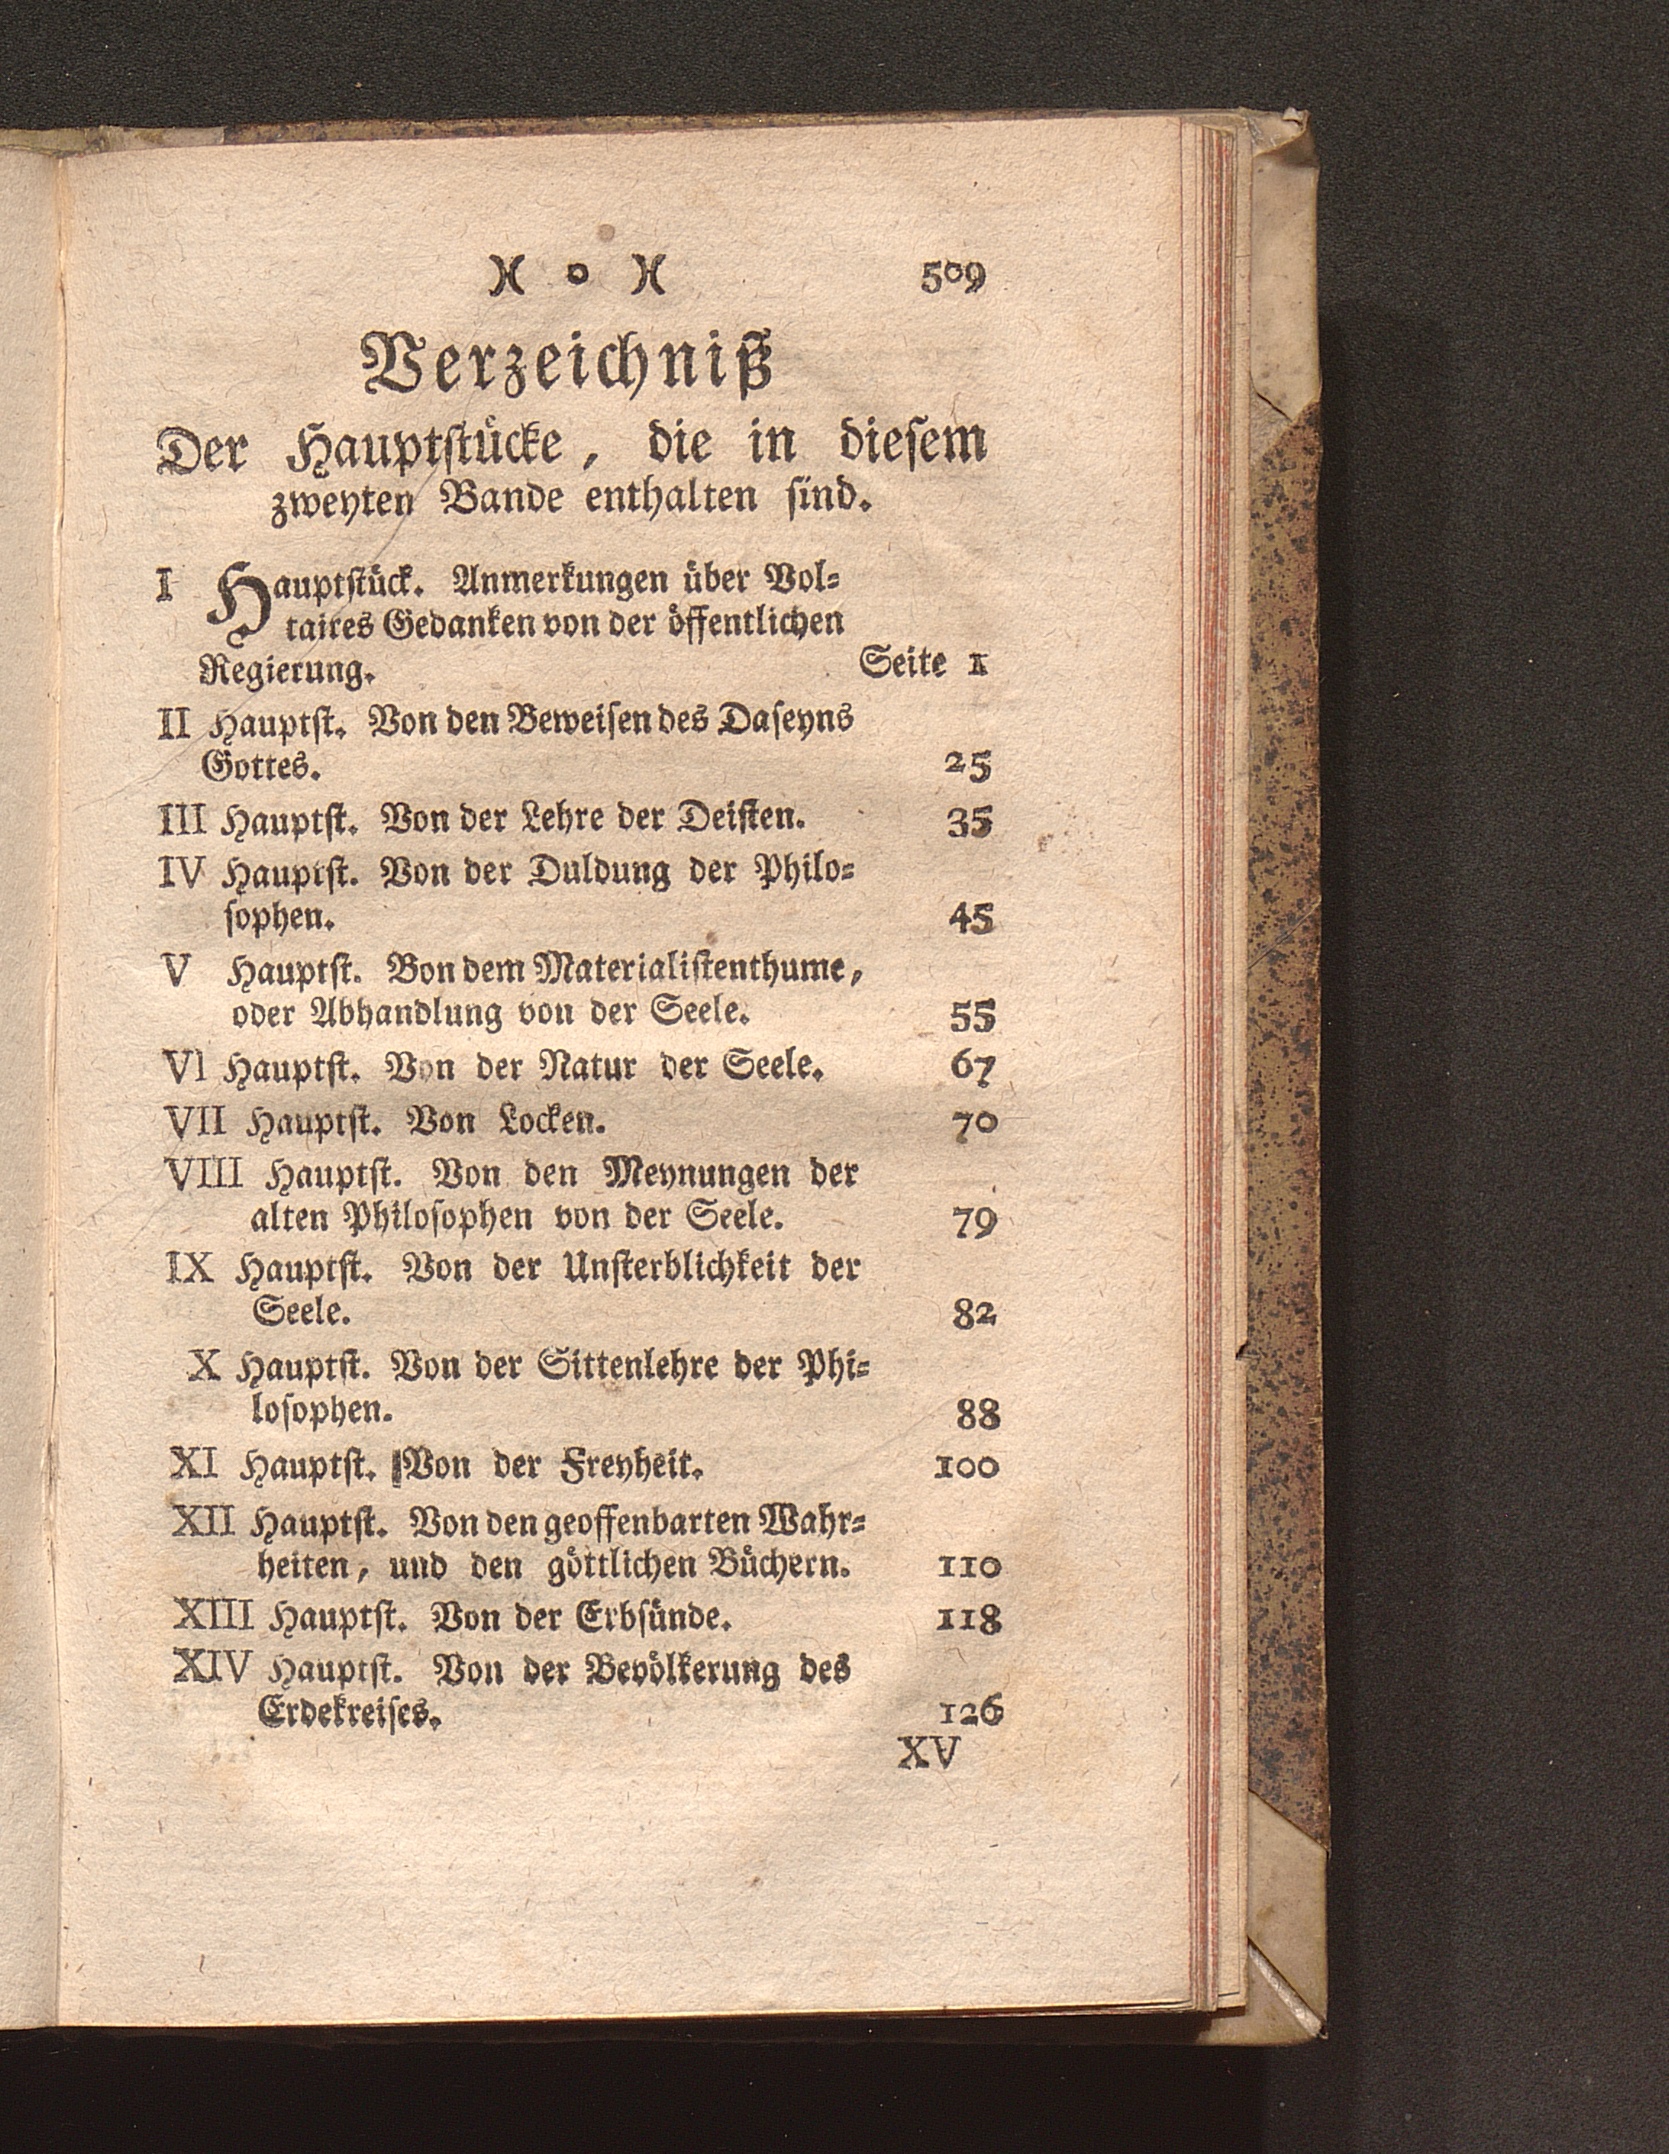 )( o )( 509
Verzeichniß
Der Hauptstücke, die in diesem
zweyten Bande enthalten sind.
I Hauptstück. Anmerkungen über Vol=
taires Gedanken von der öffentlichen
Regierung. Seite 1
II Hauptst. Von den Beweisen des Daseyns
Gottes. 25
III Hauptst. Von der Lehre der Deisten. 35
IV Hauptst. Von der Duldung der Philo=
sophen. 45
V Hauptst. Von dem Materialistenthume,
oder Abhandlung von der Seele. 55
VI Hauptst. Von der Natur der Seele. 67
VII Hauptst. Von Locken. 70
VIII Hauptst. Von den Meynungen der
alten Philosophen von der Seele. 79
IX Hauptst. Von der Unsterblichkeit der
Seele. 82
X Hauptst. Von der Sittenlehre der Phi=
losophen. 88
XI Hauptst. Von der Freyheit. 100
XII Hauptst. Von den geoffenbarten Wahr=
heiten, und den göttlichen Büchern. 110
XIII Hauptst. Von der Erbsünde. 118
XIV Hauptst. Von der Bevölkerung des
Erdekreises. 126
XV